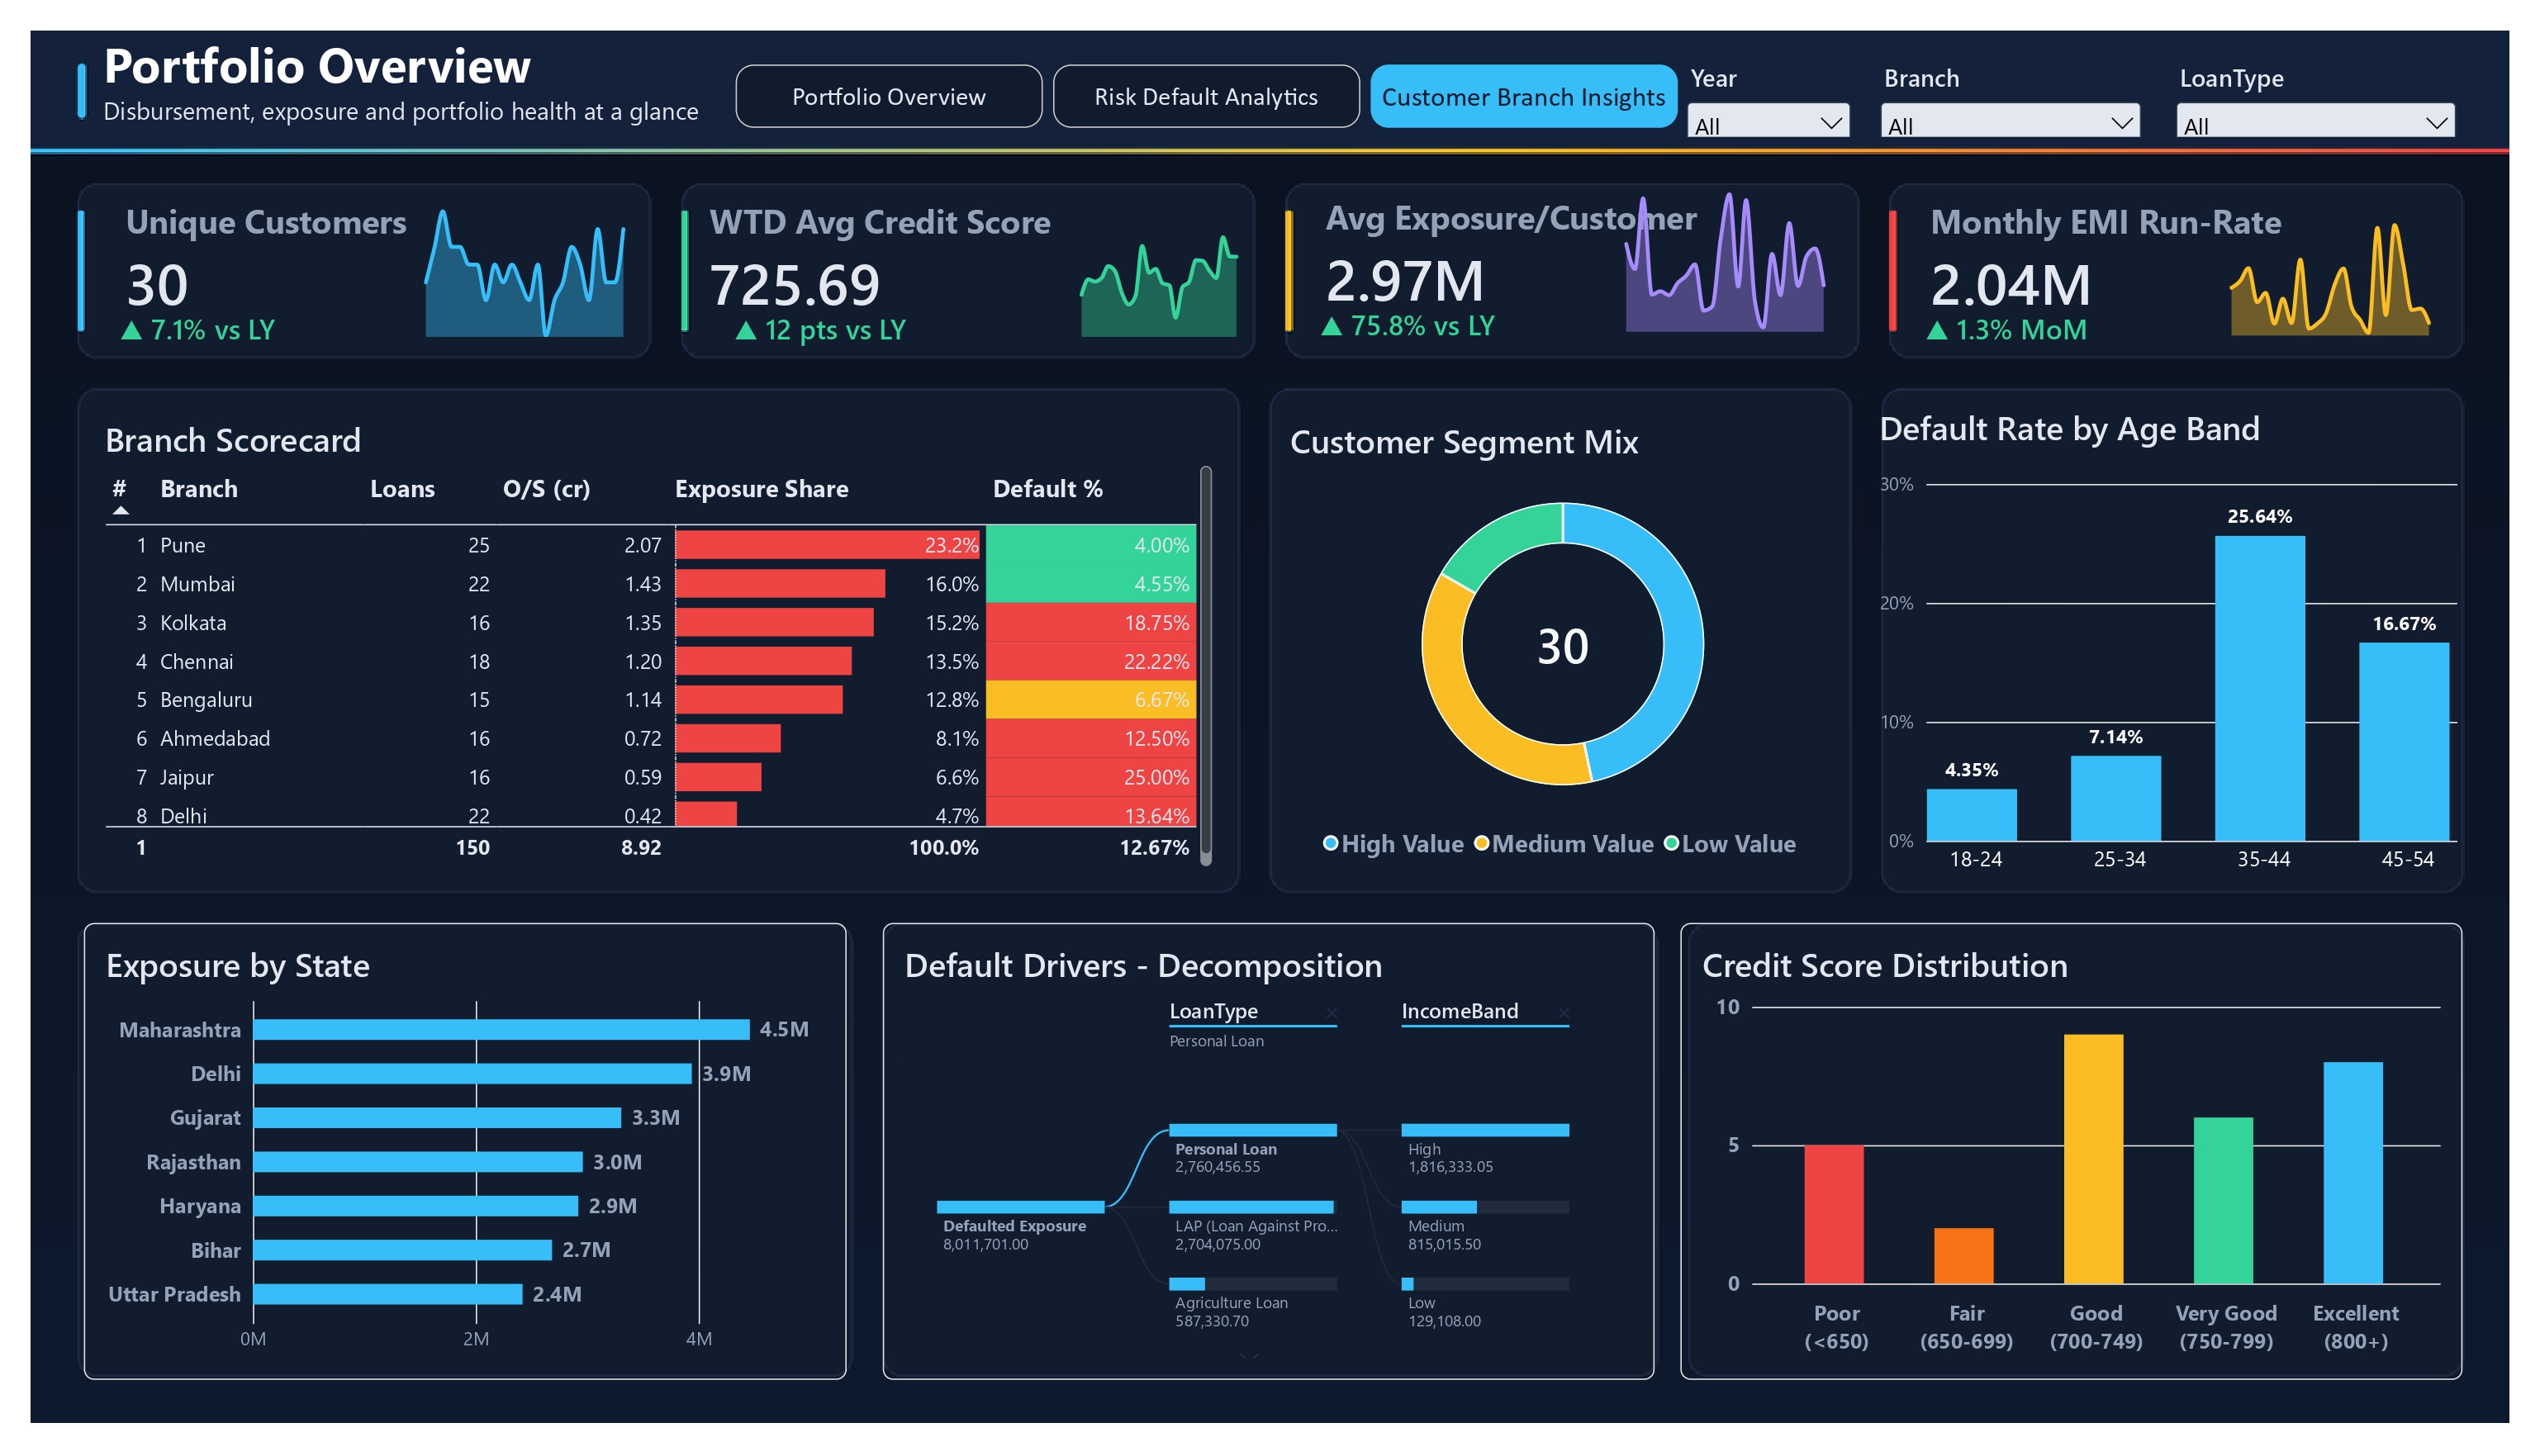 Portfolio Overview
Disbursement, exposure and portfolio health at a glance
Portfolio Overview
Risk Default Analytics
Customer Branch Insights
Year
All
Branch
All
LoanType
All
Unique Customers
30
▲ 7.1% vs LY
WTD Avg Credit Score
725.69
▲ 12 pts vs LY
Avg Exposure/Customer
2.97M
▲ 75.8% vs LY
Monthly EMI Run-Rate
2.04M
▲ 1.3% MoM
Branch Scorecard
# Branch Loans O/S (cr) Exposure Share Default %
1 Pune 25 2.07 23.2% 4.00%
2 Mumbai 22 1.43 16.0% 4.55%
3 Kolkata 16 1.35 15.2% 18.75%
4 Chennai 18 1.20 13.5% 22.22%
5 Bengaluru 15 1.14 12.8% 6.67%
6 Ahmedabad 16 0.72 8.1% 12.50%
7 Jaipur 16 0.59 6.6% 25.00%
8 Delhi 22 0.42 4.7% 13.64%
1 150 8.92 100.0% 12.67%
Customer Segment Mix
30
High Value Medium Value Low Value
Default Rate by Age Band
30%
20%
10%
0%
4.35%
7.14%
25.64%
16.67%
18-24 25-34 35-44 45-54
Exposure by State
Maharashtra 4.5M
Delhi 3.9M
Gujarat 3.3M
Rajasthan 3.0M
Haryana 2.9M
Bihar 2.7M
Uttar Pradesh 2.4M
0M 2M 4M
Default Drivers - Decomposition
LoanType
Personal Loan
IncomeBand
Defaulted Exposure
8,011,701.00
Personal Loan
2,760,456.55
LAP (Loan Against Pro...
2,704,075.00
Agriculture Loan
587,330.70
High
1,816,333.05
Medium
815,015.50
Low
129,108.00
Credit Score Distribution
10
5
0
Poor
(<650)
Fair
(650-699)
Good
(700-749)
Very Good
(750-799)
Excellent
(800+)